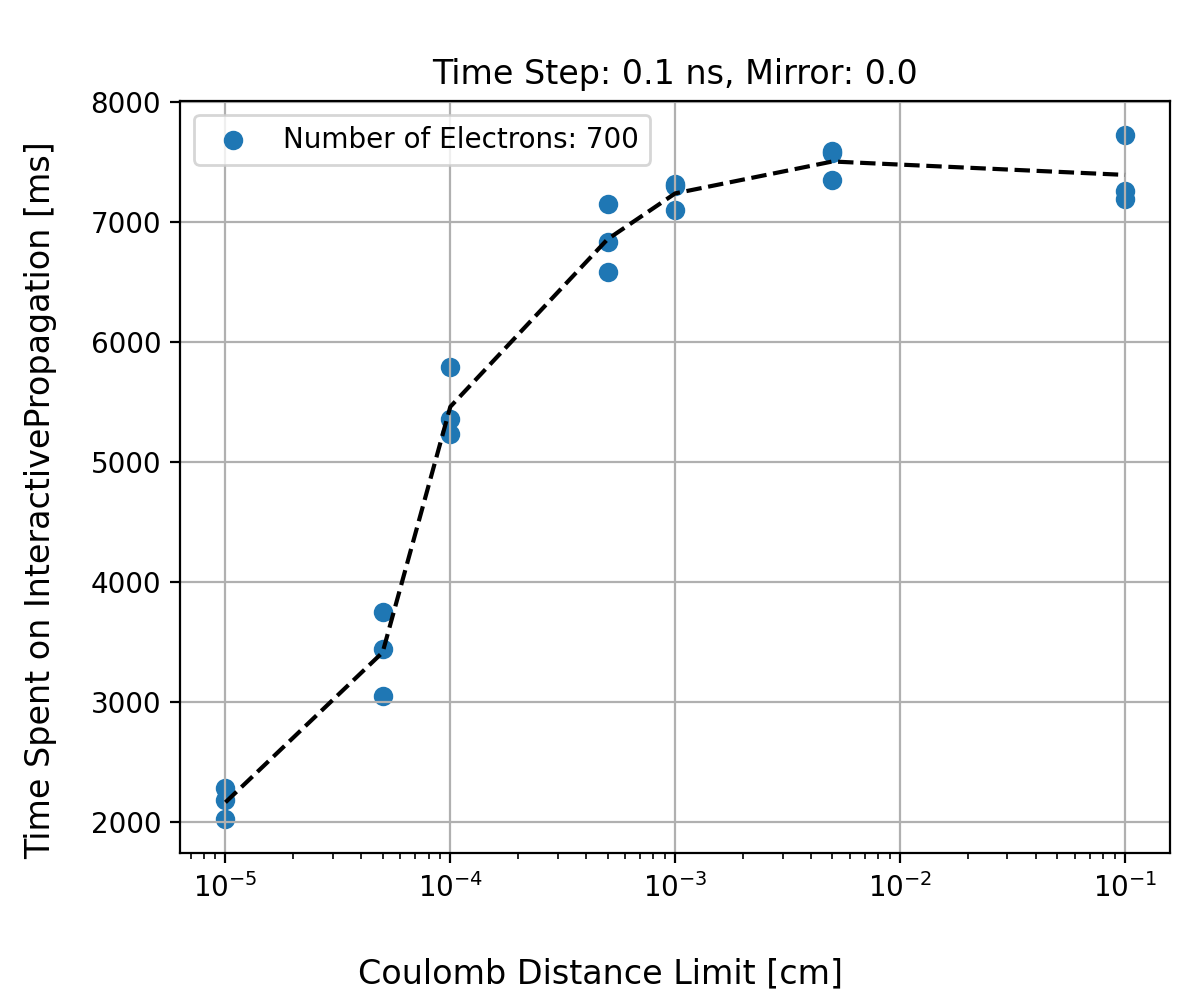 Time Step: 0.1 ns, Mirror: 0.0
Number of Electrons: 700
Time Spent on InteractivePropagation [ms]
8000
7000
6000
5000
4000
3000
2000
10⁻⁵ 10⁻⁴ 10⁻³ 10⁻² 10⁻¹
Coulomb Distance Limit [cm]